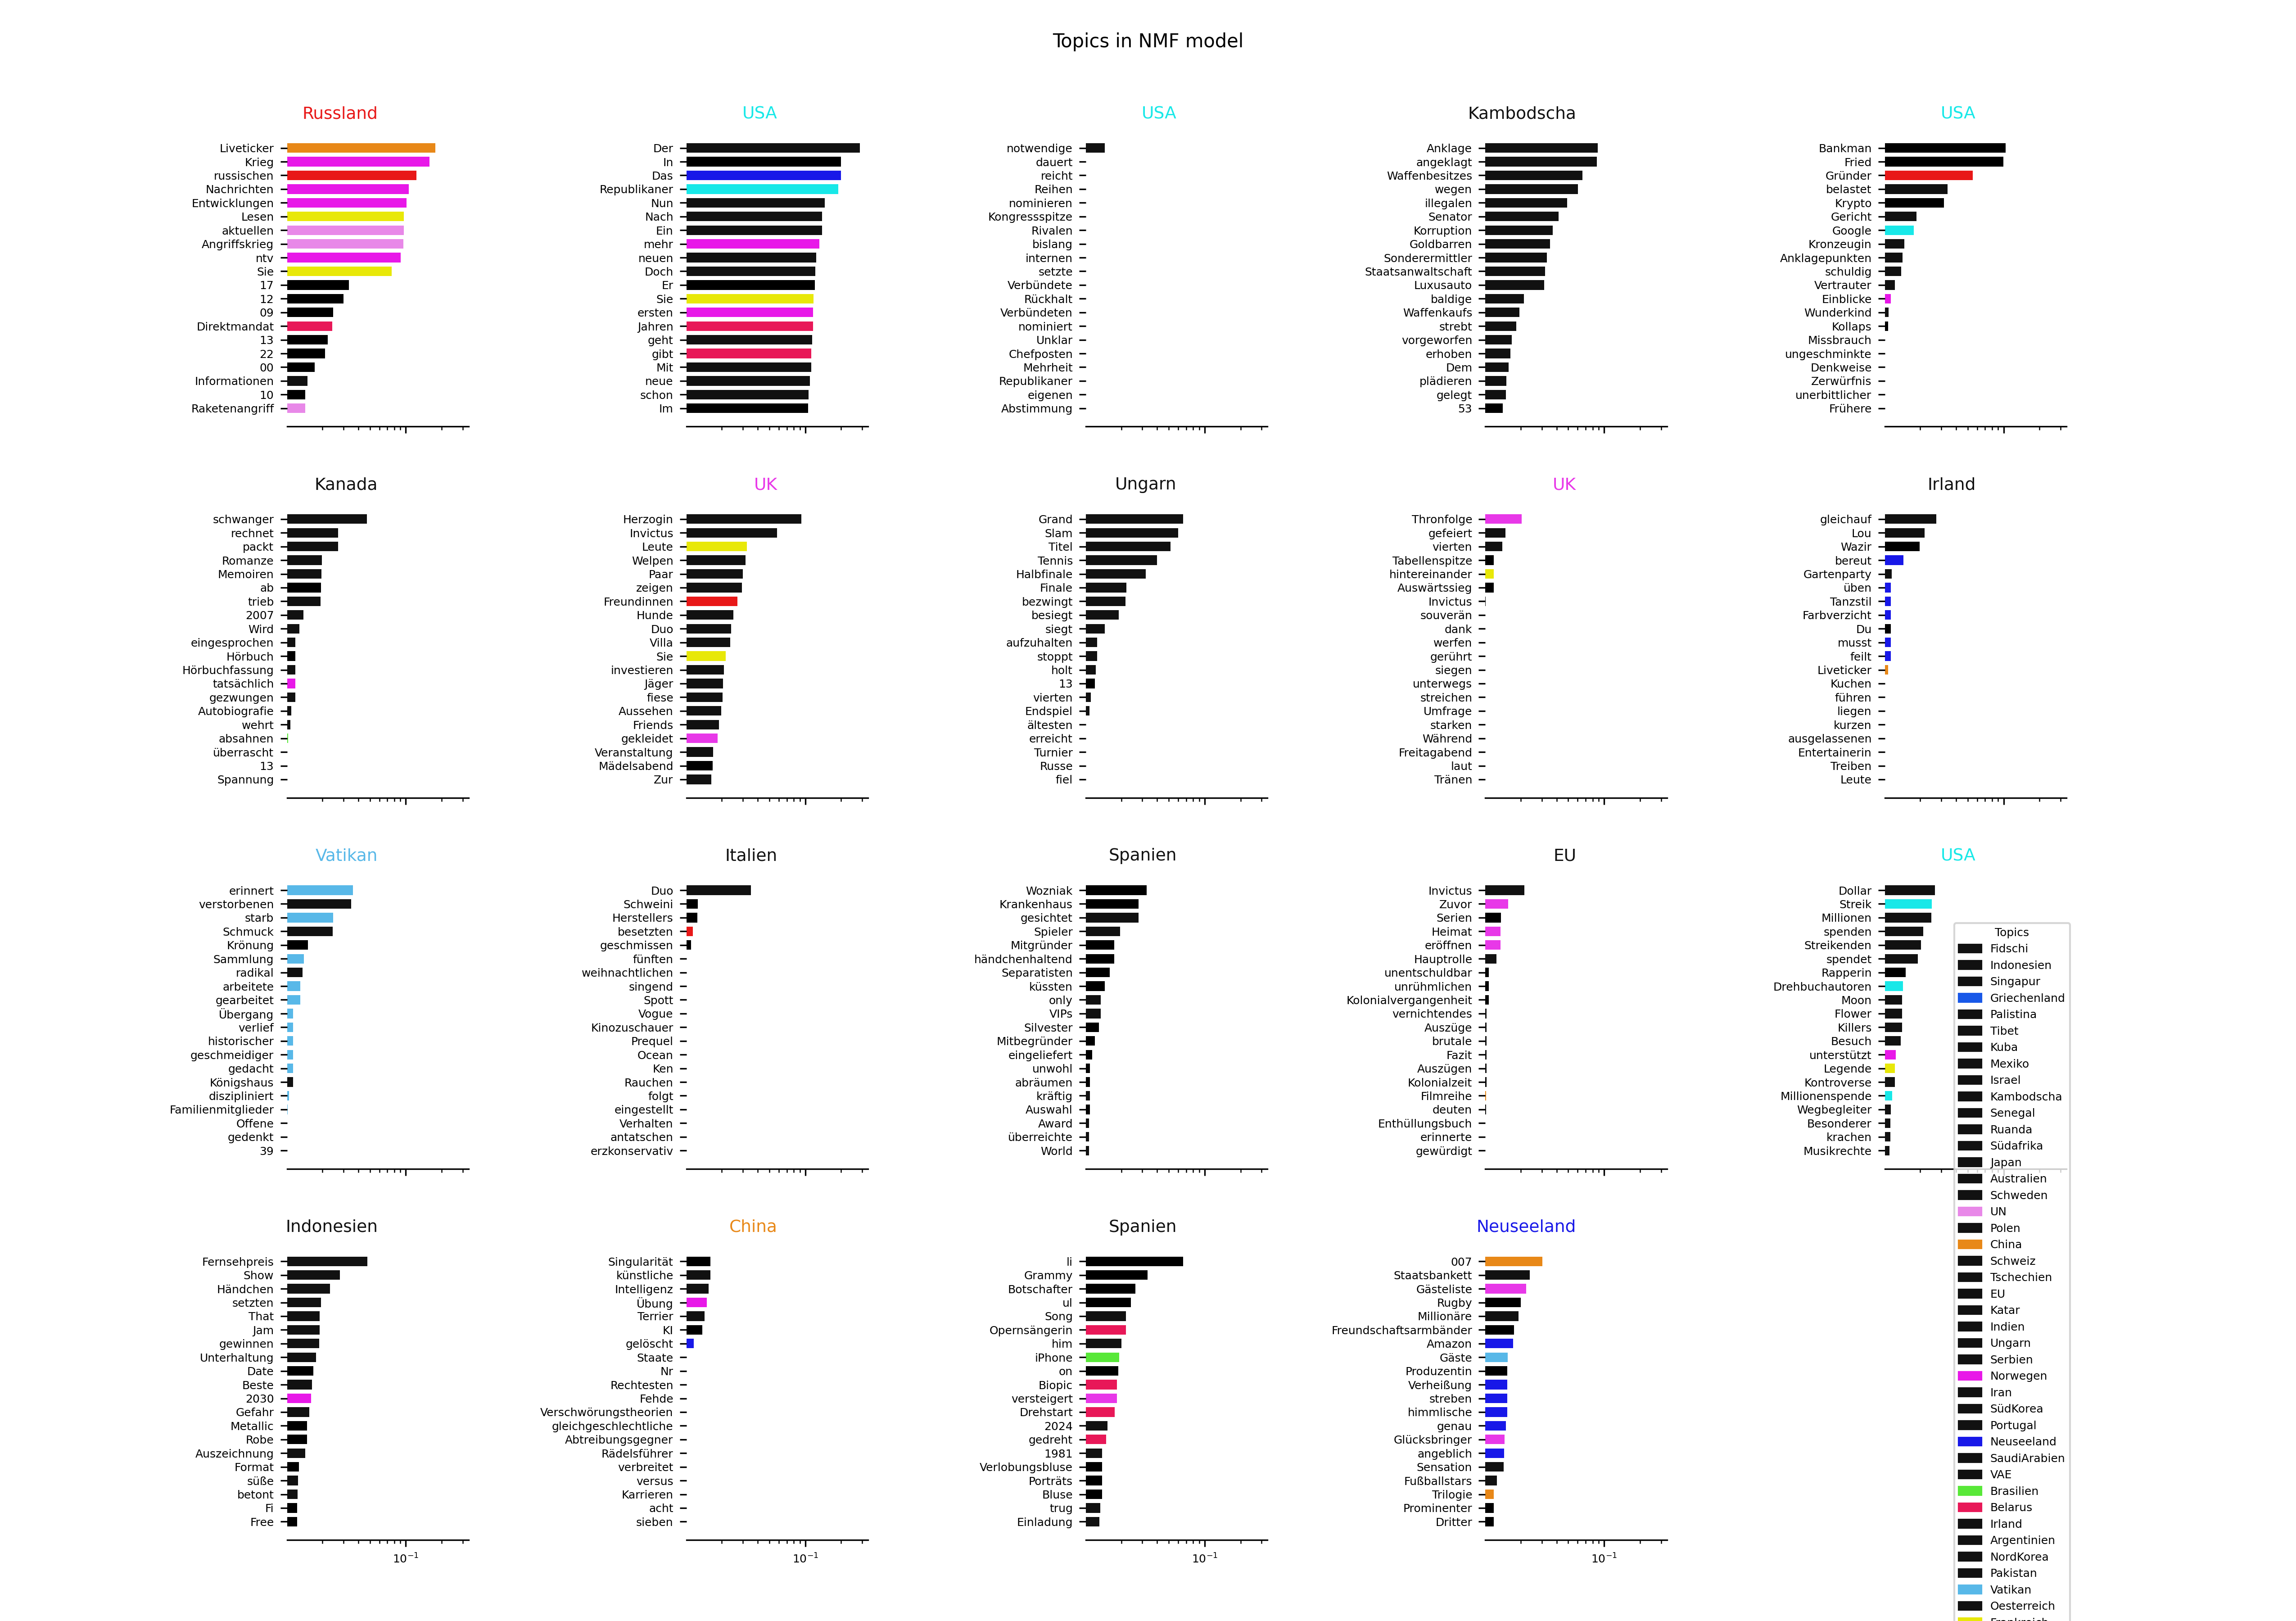 Topics in NMF model
Russland
Liveticker
Krieg
russischen
Nachrichten
Entwicklungen
Lesen
aktuellen
Angriffskrieg
ntv
Sie
17
12
09
Direktmandat
13
22
00
Informationen
10
Raketenangriff
USA
Der
In
Das
Republikaner
Nun
Nach
Ein
mehr
neuen
Doch
Er
Sie
ersten
Jahren
geht
gibt
Mit
neue
schon
Im
USA
notwendige
dauert
reicht
Reihen
nominieren
Kongressspitze
Rivalen
bislang
internen
setzte
Verbündete
Rückhalt
Verbündeten
nominiert
Unklar
Chefposten
Mehrheit
Republikaner
eigenen
Abstimmung
Kambodscha
Anklage
angeklagt
Waffenbesitzes
wegen
illegalen
Senator
Korruption
Goldbarren
Sonderermittler
Staatsanwaltschaft
Luxusauto
baldige
Waffenkaufs
strebt
vorgeworfen
erhoben
Dem
plädieren
gelegt
53
USA
Bankman
Fried
Gründer
belastet
Krypto
Gericht
Google
Kronzeugin
Anklagepunkten
schuldig
Vertrauter
Einblicke
Wunderkind
Kollaps
Missbrauch
ungeschminkte
Denkweise
Zerwürfnis
unerbittlicher
Frühere
Kanada
schwanger
rechnet
packt
Romanze
Memoiren
ab
trieb
2007
Wird
eingesprochen
Hörbuch
Hörbuchfassung
tatsächlich
gezwungen
Autobiografie
wehrt
absahnen
überrascht
13
Spannung
UK
Herzogin
Invictus
Leute
Welpen
Paar
zeigen
Freundinnen
Hunde
Duo
Villa
Sie
investieren
Jäger
fiese
Aussehen
Friends
gekleidet
Veranstaltung
Mädelsabend
Zur
Ungarn
Grand
Slam
Titel
Tennis
Halbfinale
Finale
bezwingt
besiegt
siegt
aufzuhalten
stoppt
holt
13
vierten
Endspiel
ältesten
erreicht
Turnier
Russe
fiel
UK
Thronfolge
gefeiert
vierten
Tabellenspitze
hintereinander
Auswärtssieg
Invictus
souverän
dank
werfen
gerührt
siegen
unterwegs
streichen
Umfrage
starken
Während
Freitagabend
laut
Tränen
Irland
gleichauf
Lou
Wazir
bereut
Gartenparty
üben
Tanzstil
Farbverzicht
Du
musst
feilt
Liveticker
Kuchen
führen
liegen
kurzen
ausgelassenen
Entertainerin
Treiben
Leute
Vatikan
erinnert
verstorbenen
starb
Schmuck
Krönung
Sammlung
radikal
arbeitete
gearbeitet
Übergang
verlief
historischer
geschmeidiger
gedacht
Königshaus
diszipliniert
Familienmitglieder
Offene
gedenkt
39
Italien
Duo
Schweini
Herstellers
besetzten
geschmissen
fünften
weihnachtlichen
singend
Spott
Vogue
Kinozuschauer
Prequel
Ocean
Ken
Rauchen
folgt
eingestellt
Verhalten
antatschen
erzkonservativ
Spanien
Wozniak
Krankenhaus
gesichtet
Spieler
Mitgründer
händchenhaltend
Separatisten
küssten
only
VIPs
Silvester
Mitbegründer
eingeliefert
unwohl
abräumen
kräftig
Auswahl
Award
überreichte
World
EU
Invictus
Zuvor
Serien
Heimat
eröffnen
Hauptrolle
unentschuldbar
unrühmlichen
Kolonialvergangenheit
vernichtendes
Auszüge
brutale
Fazit
Auszügen
Kolonialzeit
Filmreihe
deuten
Enthüllungsbuch
erinnerte
gewürdigt
USA
Dollar
Streik
Millionen
spenden
Streikenden
spendet
Rapperin
Drehbuchautoren
Moon
Flower
Killers
Besuch
unterstützt
Legende
Kontroverse
Millionenspende
Wegbegleiter
Besonderer
krachen
Musikrechte
Indonesien
Fernsehpreis
Show
Händchen
setzten
That
Jam
gewinnen
Unterhaltung
Date
Beste
2030
Gefahr
Metallic
Robe
Auszeichnung
Format
süße
betont
Fi
Free
10⁻¹
China
Singularität
künstliche
Intelligenz
Übung
Terrier
KI
gelöscht
Staate
Nr
Rechtesten
Fehde
Verschwörungstheorien
gleichgeschlechtliche
Abtreibungsgegner
Rädelsführer
verbreitet
versus
Karrieren
acht
sieben
10⁻¹
Spanien
li
Grammy
Botschafter
ul
Song
Opernsängerin
him
iPhone
on
Biopic
versteigert
Drehstart
2024
gedreht
1981
Verlobungsbluse
Porträts
Bluse
trug
Einladung
10⁻¹
Neuseeland
007
Staatsbankett
Gästeliste
Rugby
Millionäre
Freundschaftsarmbänder
Amazon
Gäste
Produzentin
Verheißung
streben
himmlische
genau
Glücksbringer
angeblich
Sensation
Fußballstars
Trilogie
Prominenter
Dritter
10⁻¹
Topics
Fidschi
Indonesien
Singapur
Griechenland
Palistina
Tibet
Kuba
Mexiko
Israel
Kambodscha
Senegal
Ruanda
Südafrika
Japan
Australien
Schweden
UN
Polen
China
Schweiz
Tschechien
EU
Katar
Indien
Ungarn
Serbien
Norwegen
Iran
SüdKorea
Portugal
Neuseeland
SaudiArabien
VAE
Brasilien
Belarus
Irland
Argentinien
NordKorea
Pakistan
Vatikan
Oesterreich